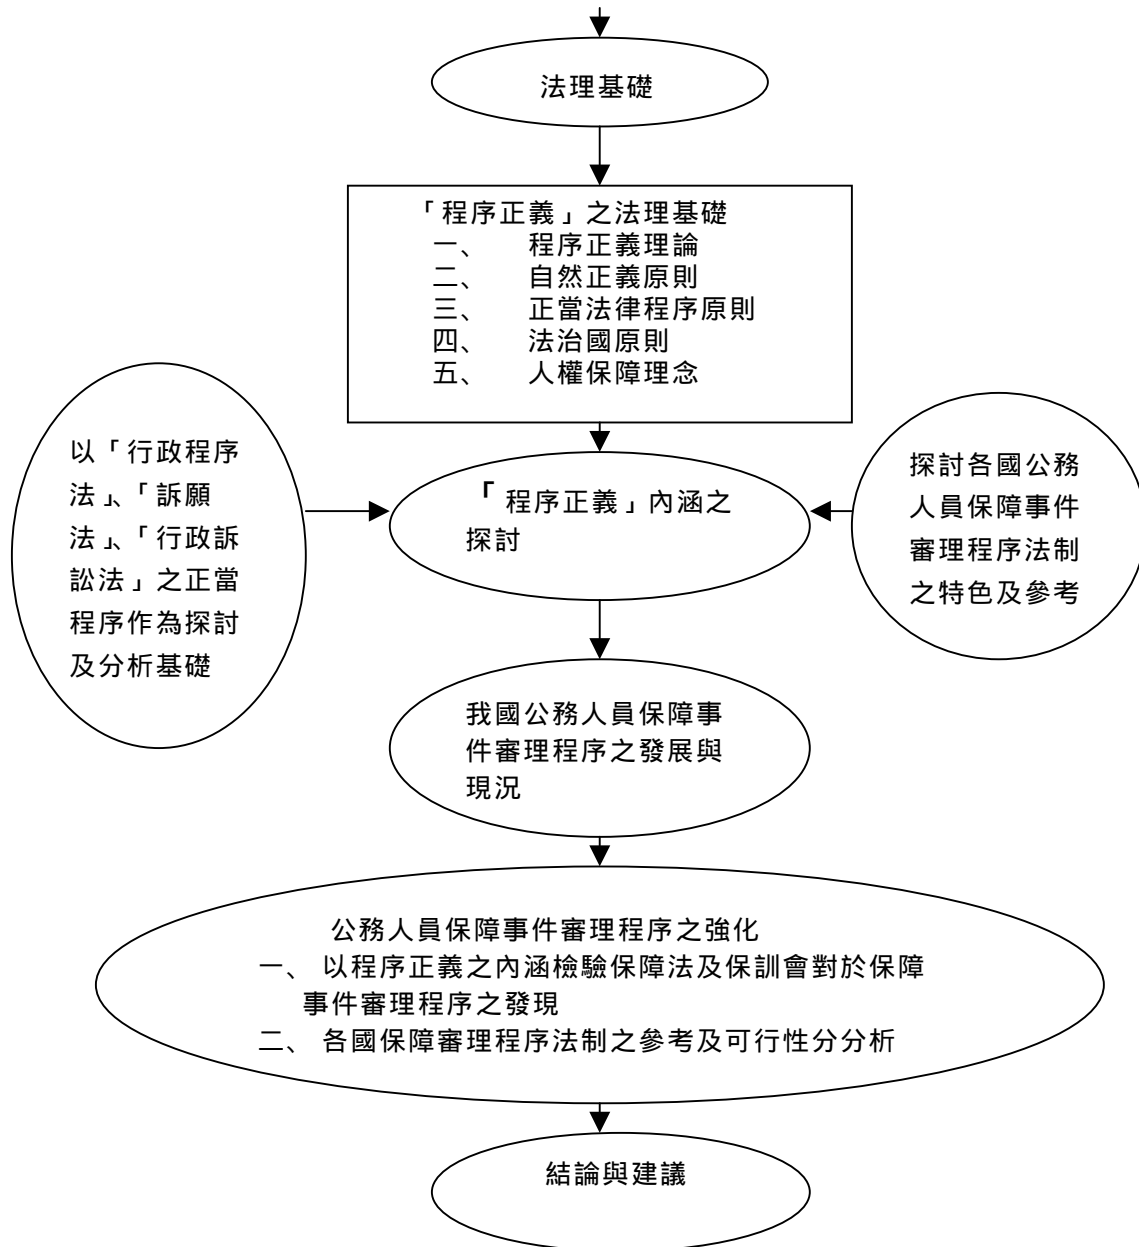 法理基礎
「程序正義」之法理基礎
一、 程序正義理論
二、 自然正義原則
三、 正當法律程序原則
四、 法治國原則
五、 人權保障理念
以「行政程序
法」、「訴願
法」、「行政訴
訟法」之正當
程序作為探討
及分析基礎
「程序正義」內涵之
探討
探討各國公務
人員保障事件
審理程序法制
之特色及參考
我國公務人員保障事
件審理程序之發展與
現況
公務人員保障事件審理程序之強化
一、 以程序正義之內涵檢驗保障法及保訓會對於保障
事件審理程序之發現
二、 各國保障審理程序法制之參考及可行性分分析
結論與建議